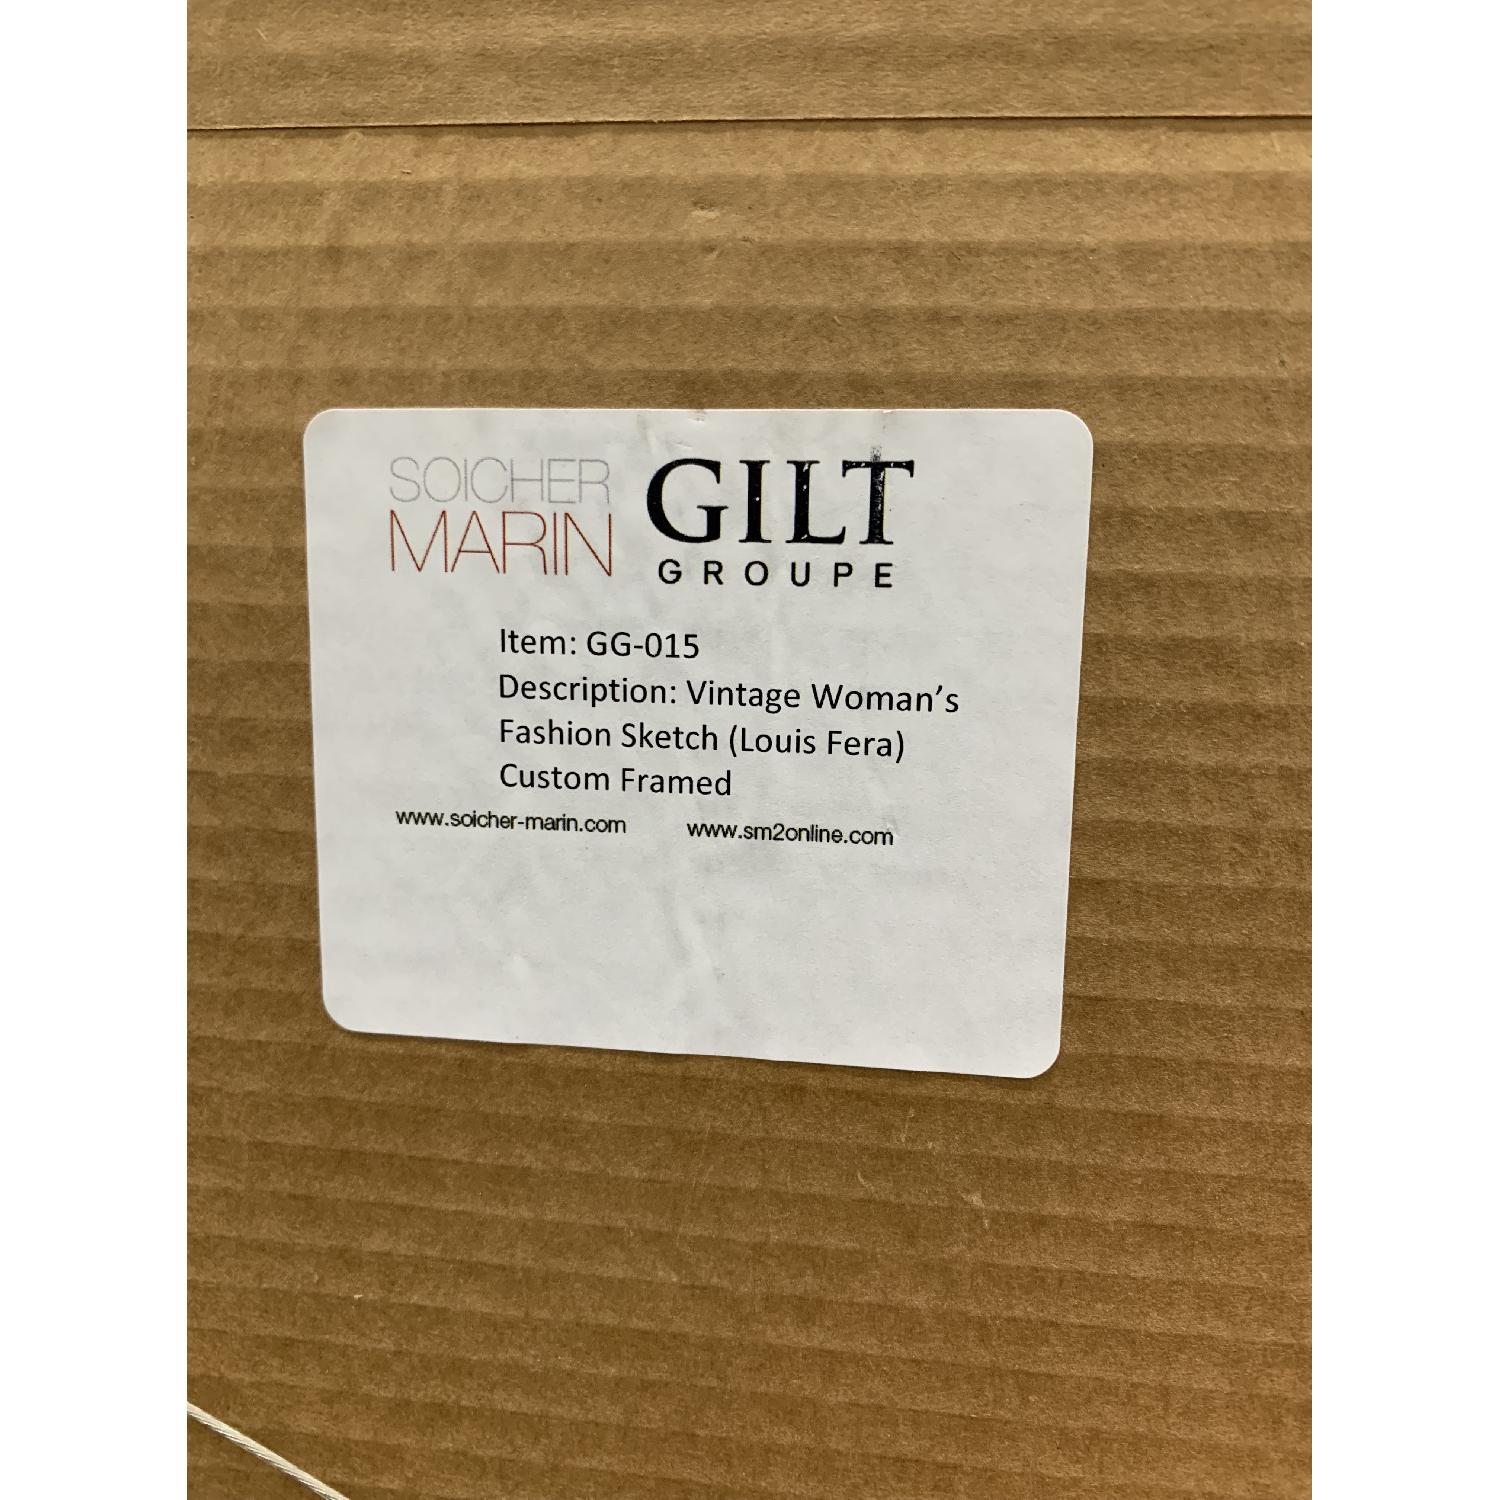 SOICHER
MARIN
GILT
GROUPE
Item: GG-015
Description: Vintage Woman’s
Fashion Sketch (Louis Fera)
Custom Framed
www.soicher-marin.com www.sm2online.com